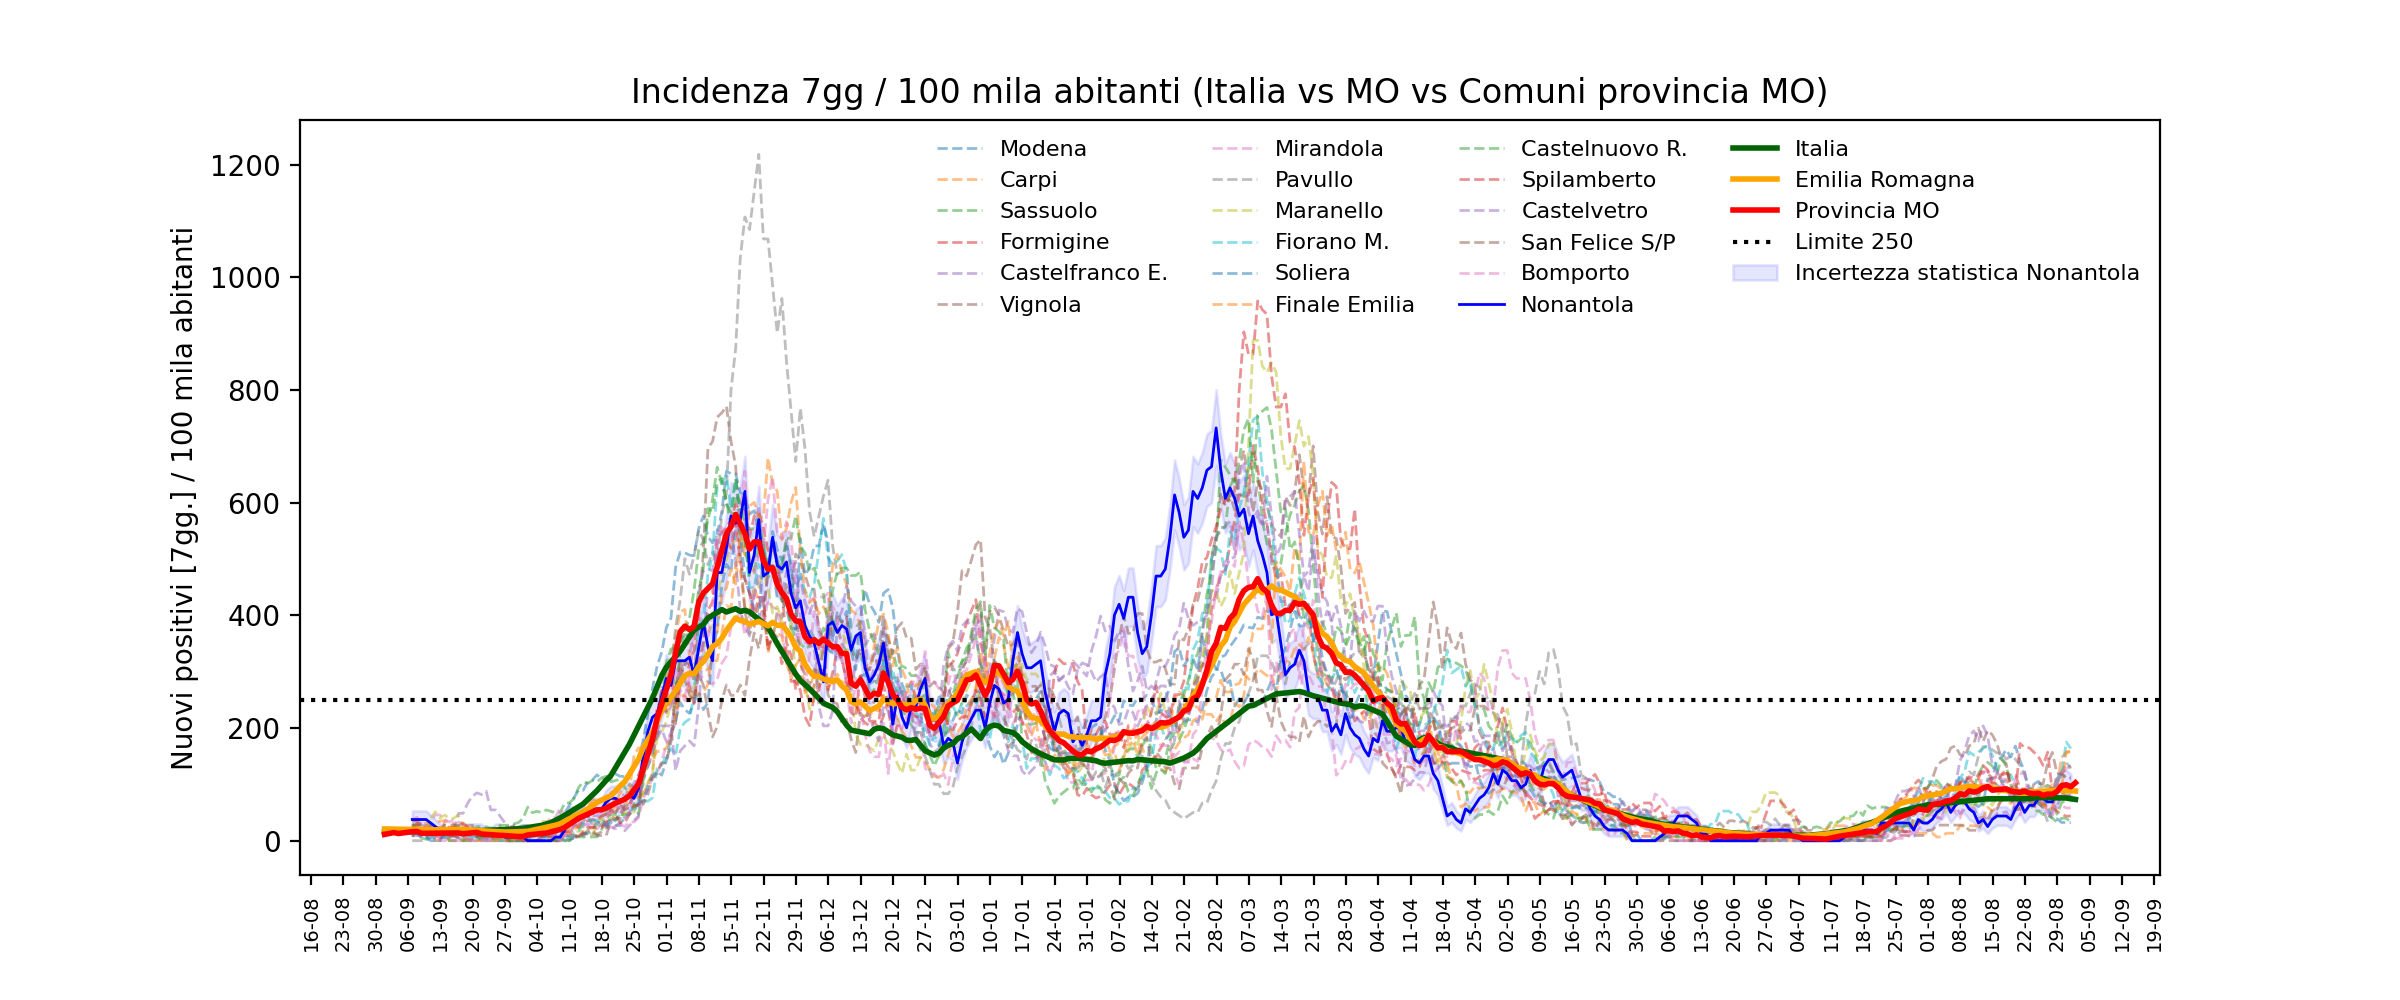 Incidenza 7gg / 100 mila abitanti (Italia vs MO vs Comuni provincia MO)
Nuovi positivi [7gg.] / 100 mila abitanti
1200
1000
800
600
400
200
0
Modena
Carpi
Sassuolo
Formigine
Castelfranco E.
Vignola
Mirandola
Pavullo
Maranello
Fiorano M.
Soliera
Finale Emilia
Castelnuovo R.
Spilamberto
Castelvetro
San Felice S/P
Bomporto
Nonantola
Italia
Emilia Romagna
Provincia MO
Limite 250
Incertezza statistica Nonantola
16-08
23-08
30-08
06-09
13-09
20-09
27-09
04-10
11-10
18-10
25-10
01-11
08-11
15-11
22-11
29-11
06-12
13-12
20-12
27-12
03-01
10-01
17-01
24-01
31-01
07-02
14-02
21-02
28-02
07-03
14-03
21-03
28-03
04-04
11-04
18-04
25-04
02-05
09-05
16-05
23-05
30-05
06-06
13-06
20-06
27-06
04-07
11-07
18-07
25-07
01-08
08-08
15-08
22-08
29-08
05-09
12-09
19-09